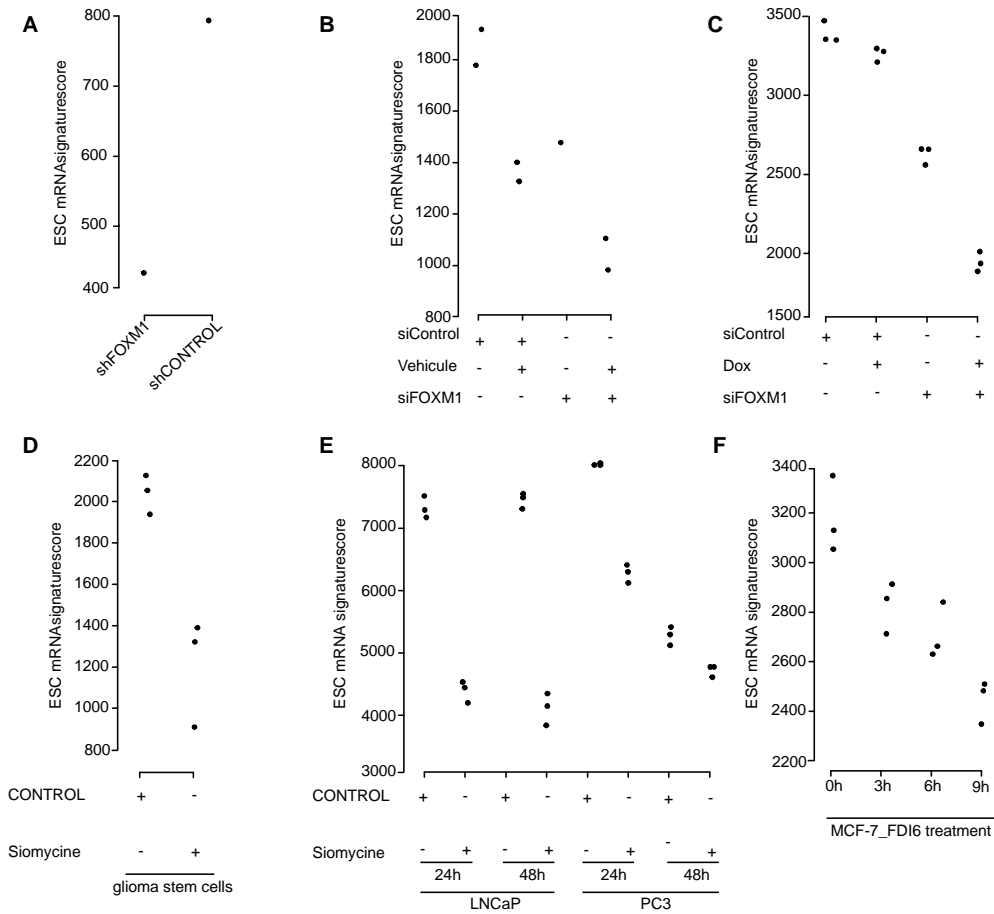 A
ESC mRNAsignaturescore
800
700
600
500
400
shFOXM1
shCONTROL
B
ESC mRNAsignaturescore
2000
1800
1600
1400
1200
1000
800
siControl + + - -
Vehicule - + - +
siFOXM1 - - + +
C
ESC mRNAsignaturescore
3500
3000
2500
2000
1500
siControl + + - -
Dox - + - +
siFOXM1 - - + +
D
ESC mRNAsignaturescore
2200
2000
1800
1600
1400
1200
1000
800
CONTROL + -
Siomycine - +
glioma stem cells
E
ESC mRNA signaturescore
8000
7000
6000
5000
4000
3000
CONTROL + - + - + - + -
Siomycine - + - + - + - +
24h 48h 24h 48h
LNCaP PC3
F
ESC mRNA signaturescore
3400
3200
3000
2800
2600
2400
2200
0h 3h 6h 9h
MCF-7_FDI6 treatment